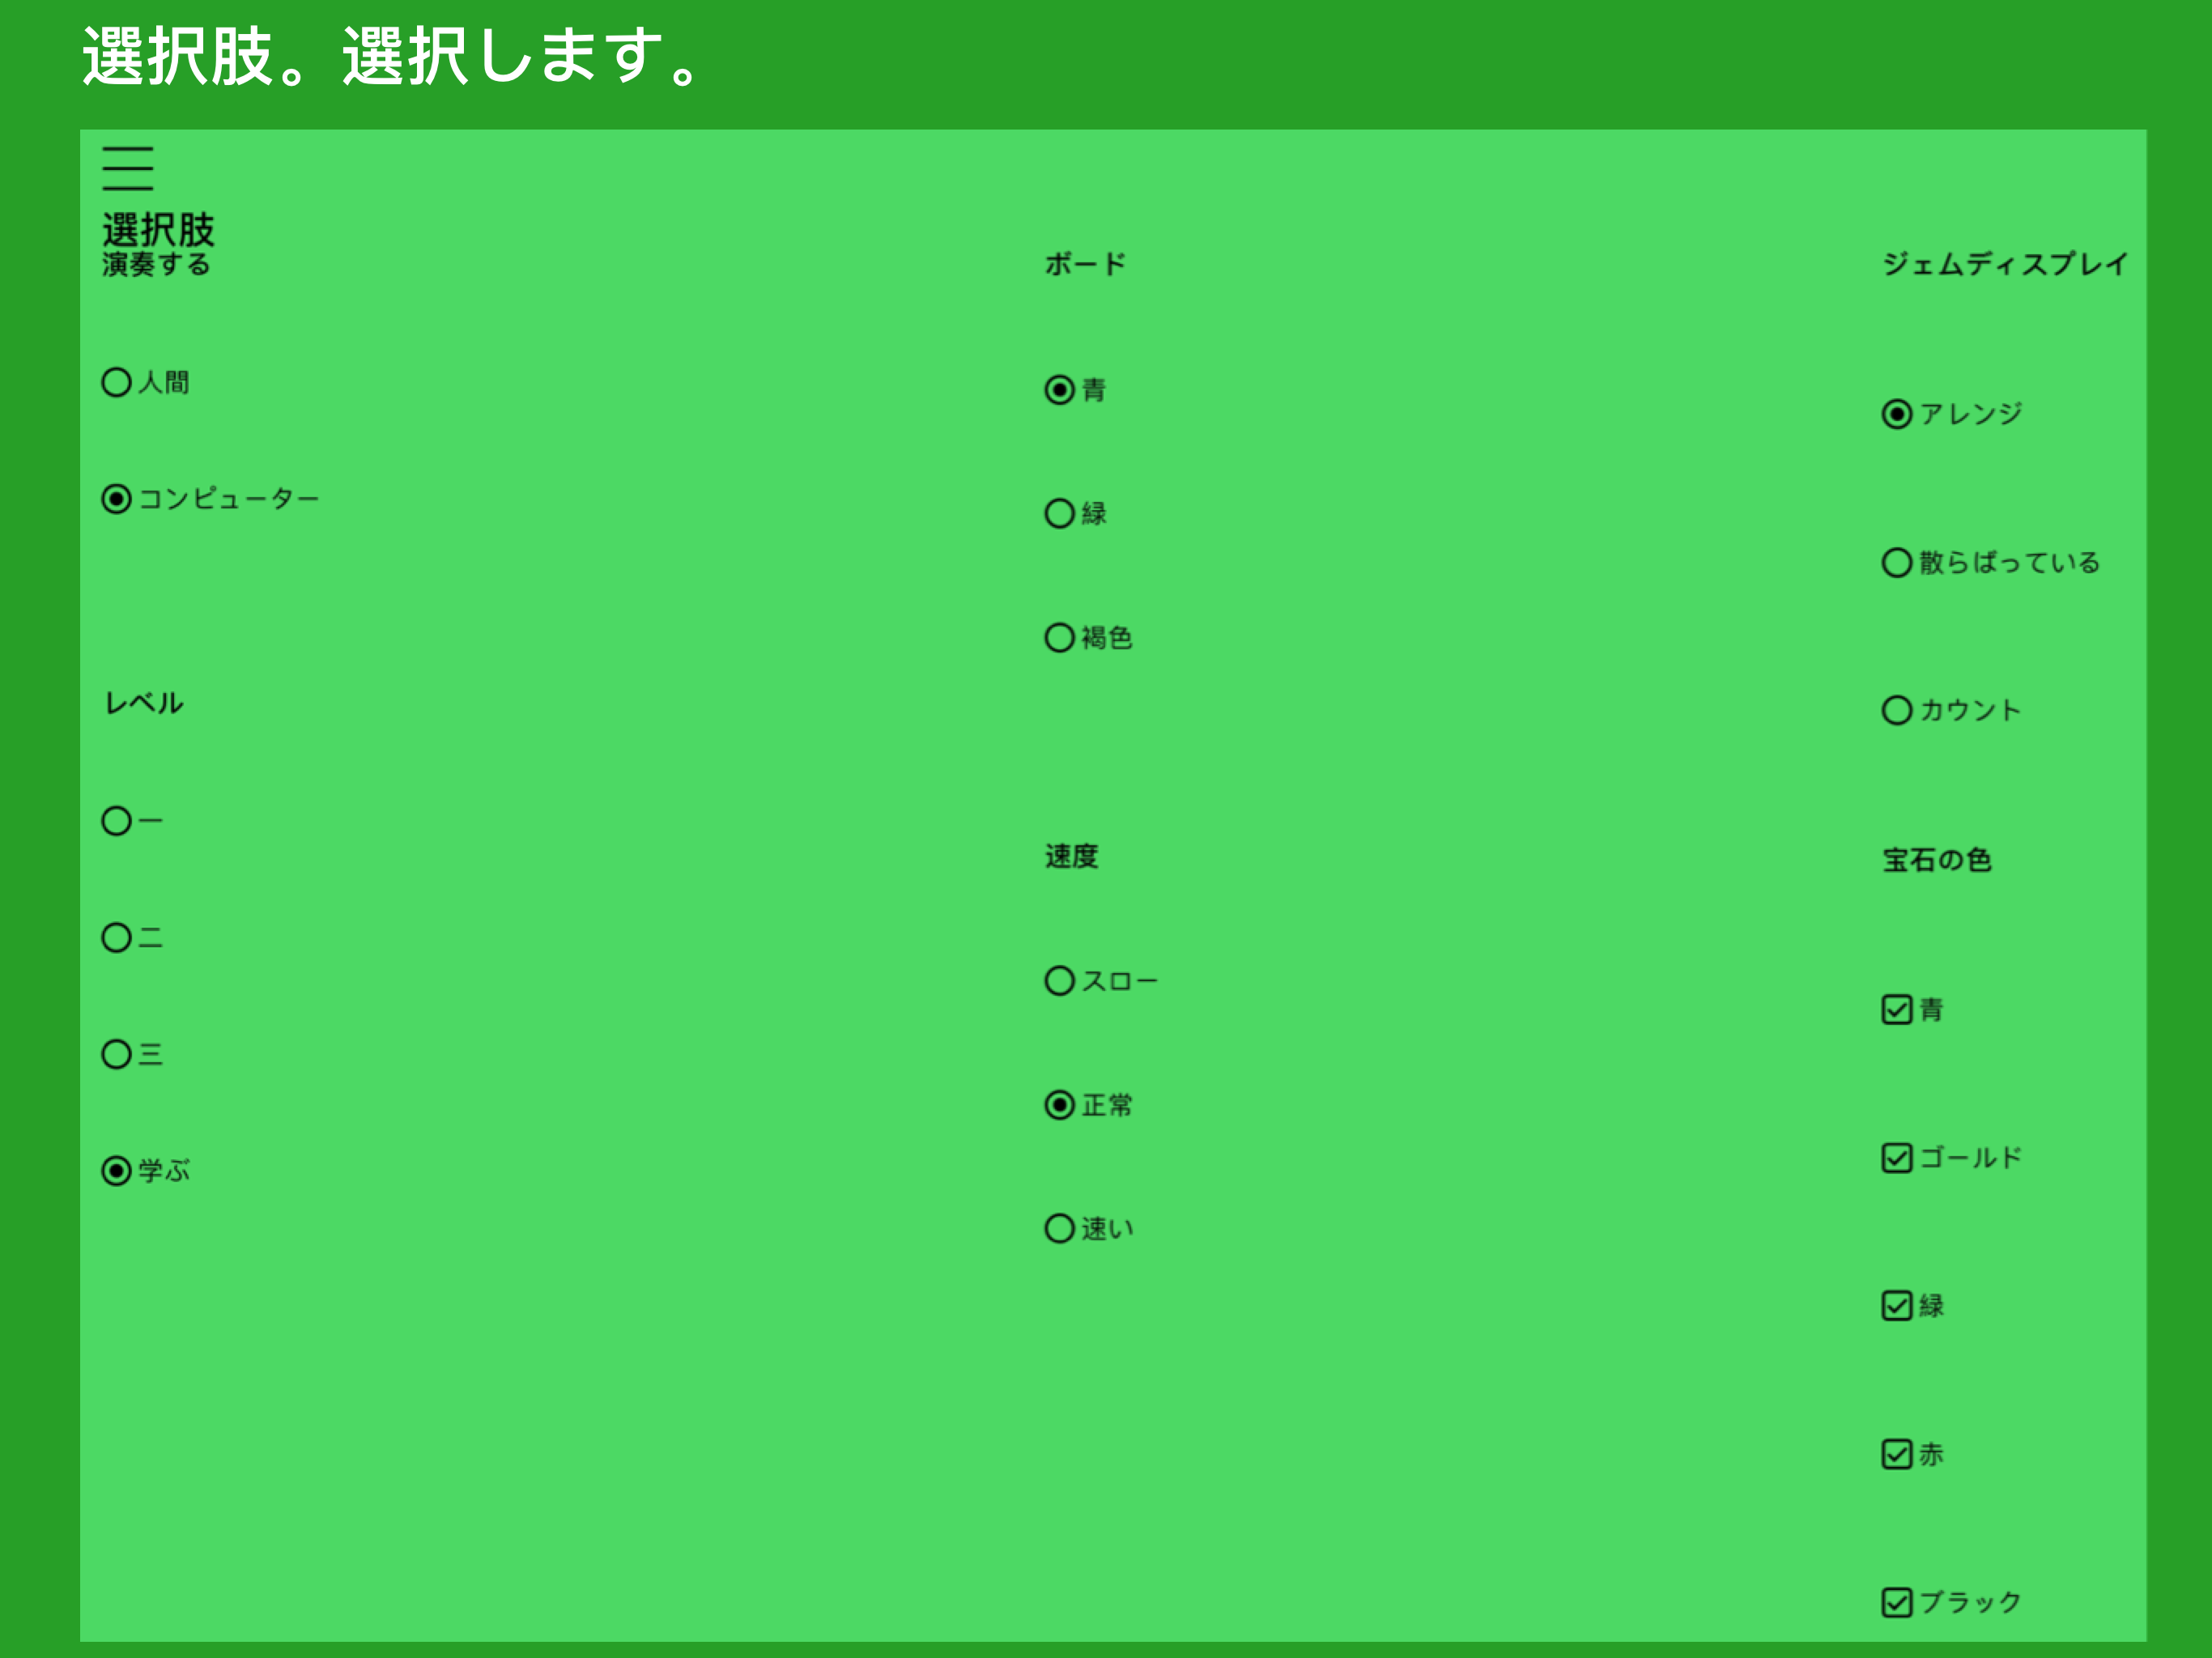 選択肢。選択します。
選択肢
演奏する
人間
コンピューター
レベル
一
二
三
学ぶ
ボード
青
緑
褐色
速度
スロー
正常
速い
ジェムディスプレイ
アレンジ
散らばっている
カウント
宝石の色
青
ゴールド
緑
赤
ブラック